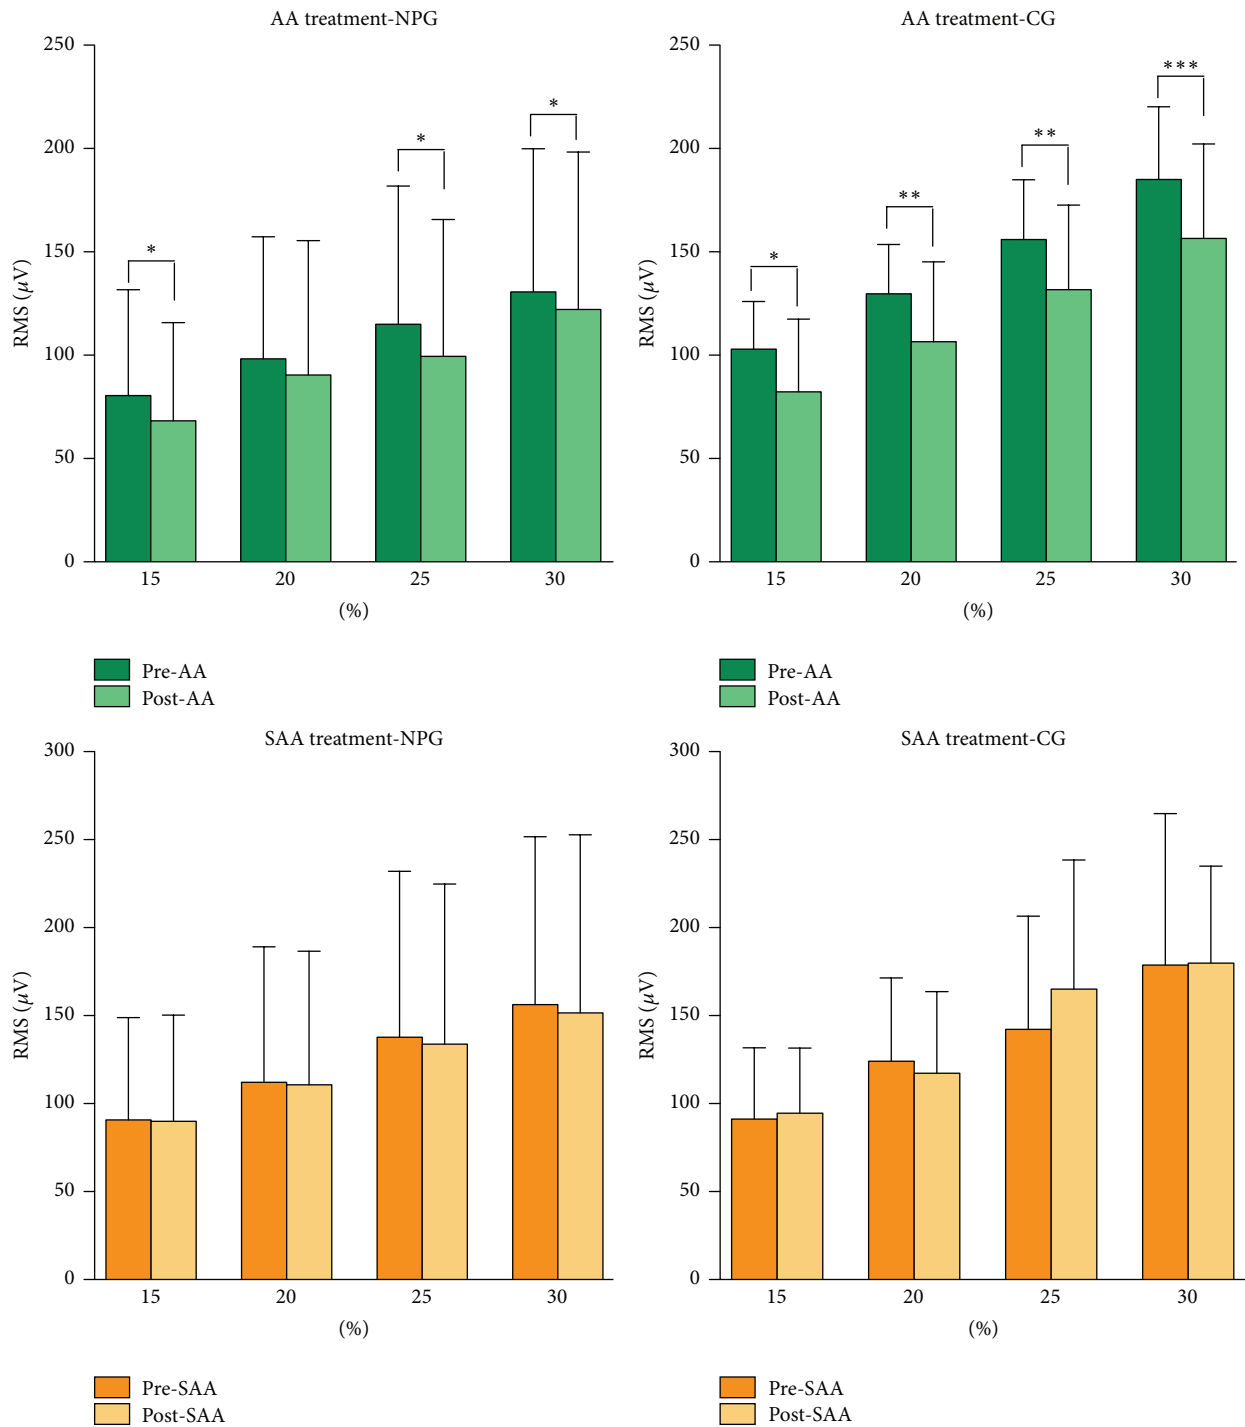 AA treatment-NPG
250
200
150
100
50
0
RMS (μV)
*
*
*
15 20 25 30
(%)
Pre-AA
Post-AA
AA treatment-CG
250
200
150
100
50
0
RMS (μV)
*
**
**
***
15 20 25 30
(%)
Pre-AA
Post-AA
SAA treatment-NPG
300
250
200
150
100
50
0
RMS (μV)
15 20 25 30
(%)
Pre-SAA
Post-SAA
SAA treatment-CG
300
250
200
150
100
50
0
RMS (μV)
15 20 25 30
(%)
Pre-SAA
Post-SAA